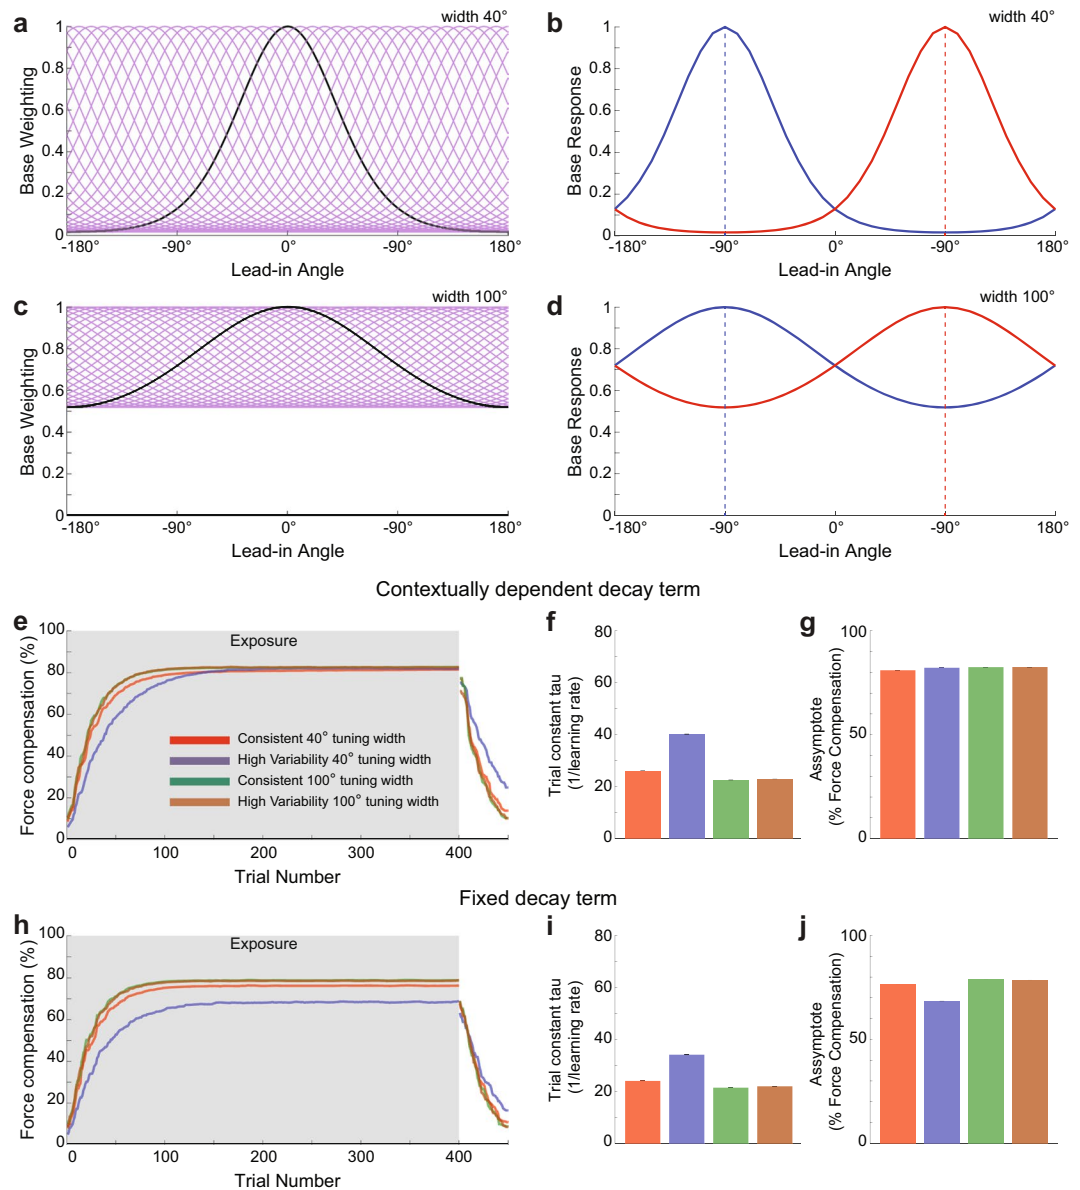 a
width 40°
Base Weighting
1
0.8
0.6
0.4
0.2
0
-180° -90° 0° -90° 180°
Lead-in Angle
b
width 40°
Base Response
1
0.8
0.6
0.4
0.2
0
-180° -90° 0° -90° 180°
Lead-in Angle
c
width 100°
Base Weighting
1
0.8
0.6
0.4
0.2
0
-180° -90° 0° -90° 180°
Lead-in Angle
d
width 100°
Base Response
1
0.8
0.6
0.4
0.2
0
-180° -90° 0° -90° 180°
Lead-in Angle
Contextually dependent decay term
e
Force compensation (%)
100
80
60
40
20
0
Exposure
Consistent 40° tuning width
High Variability 40° tuning width
Consistent 100° tuning width
High Variability 100° tuning width
0 100 200 300 400
Trial Number
f
Trial constant tau
(1/learning rate)
80
60
40
20
0
g
Assymptote
(% Force Compensation)
100
50
0
Fixed decay term
h
Force compensation (%)
100
80
60
40
20
0
Exposure
0 100 200 300 400
Trial Number
i
Trial constant tau
(1/learning rate)
80
60
40
20
0
j
Assymptote
(% Force Compensation)
100
50
0